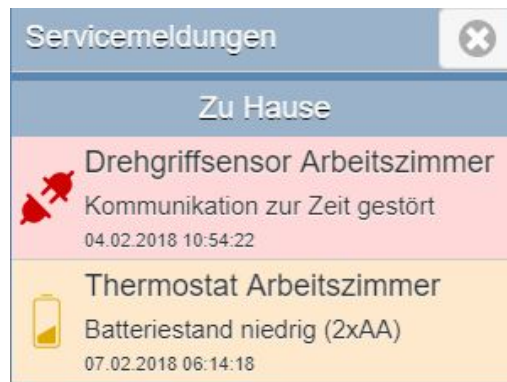 Servicemeldungen
Zu Hause
Drehgriffsensor Arbeitszimmer
Kommunikation zur Zeit gestört
04.02.2018 10:54:22
Thermostat Arbeitszimmer
Batteriestand niedrig (2xAA)
07.02.2018 06:14:18